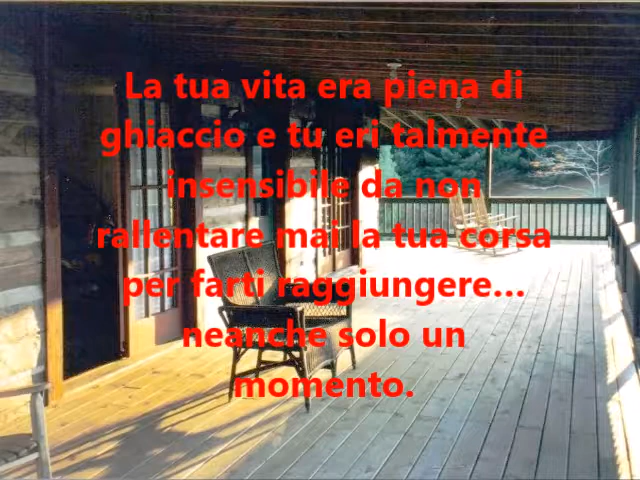 La tua vita era piena di
ghiaccio e tu eri talmente
insensibile da non
rallentare mai la tua corsa
per farti raggiungere...
neanche solo un
momento.